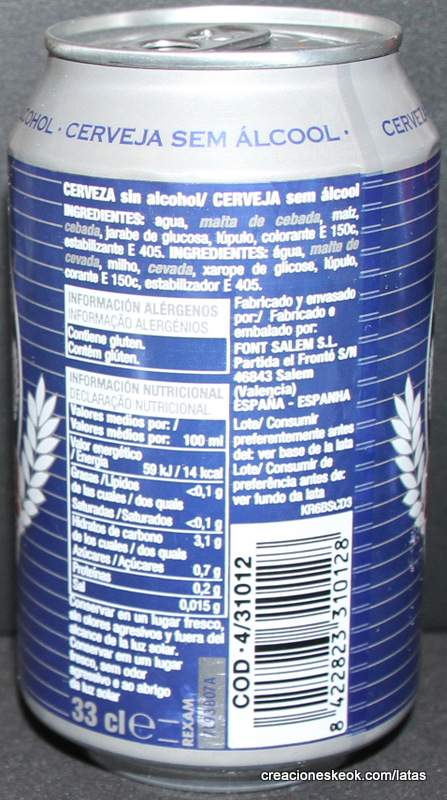 COHOL · CERVEJA SEM ÁLCOOL · CERVEZ
CERVEZA sin alcohol/ CERVEJA sem álcool
INGREDIENTES: agua, malta de cebada, maíz,
cebada, jarabe de glucosa, lúpulo, colorante E 150c,
estabilizante E 405. INGREDIENTES: água, malte de
cevada, milho, cevada, xarope de glicose, lúpulo,
corante E 150c, estabilizador E 405.
INFORMACIÓN ALÉRGENOS
INFORMAÇÃO ALERGÉNIOS
Contiene gluten.
Contém glúten.
INFORMACIÓN NUTRICIONAL
DECLARAÇÃO NUTRICIONAL
Valores medios por: /
Valores médios por: 100 ml
Valor energético
/ Energia 59 kJ / 14 kcal
Grasas /Lípidos <0,1 g
de las cuales / dos quais
Saturadas / Saturados <0,1 g
Hidratos de carbono 3,1 g
de los cuales / dos quais
Azúcares / Açúcares 0,7 g
Proteínas 0,2 g
Sal 0,015 g
Conservar en un lugar fresco,
sin olores agresivos y fuera del
alcance de la luz solar.
Conservar em um lugar
fresco, sem odor
agressivo e ao abrigo
da luz solar
33 cl e
REXAM
Fabricado y envasado
por:/ Fabricado e
embalado por:
FONT SALEM S.L.
Partida el Frontó S/N
46843 Salem
(Valencia)
ESPAÑA - ESPANHA
Lote/ Consumir
preferentemente antes
del: ver base de la lata
Lote/ Consumir de
preferência antes de:
ver fundo da lata
COD · 4/31012
8 422823 310128
creacioneskeok.com/latas